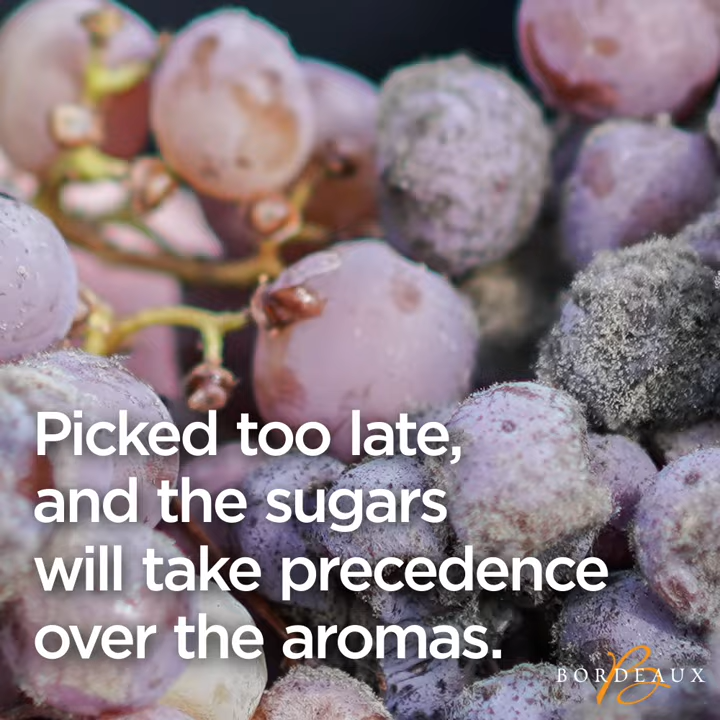 Picked too late,
and the sugars
will take precedence
over the aromas.
BORDEAUX